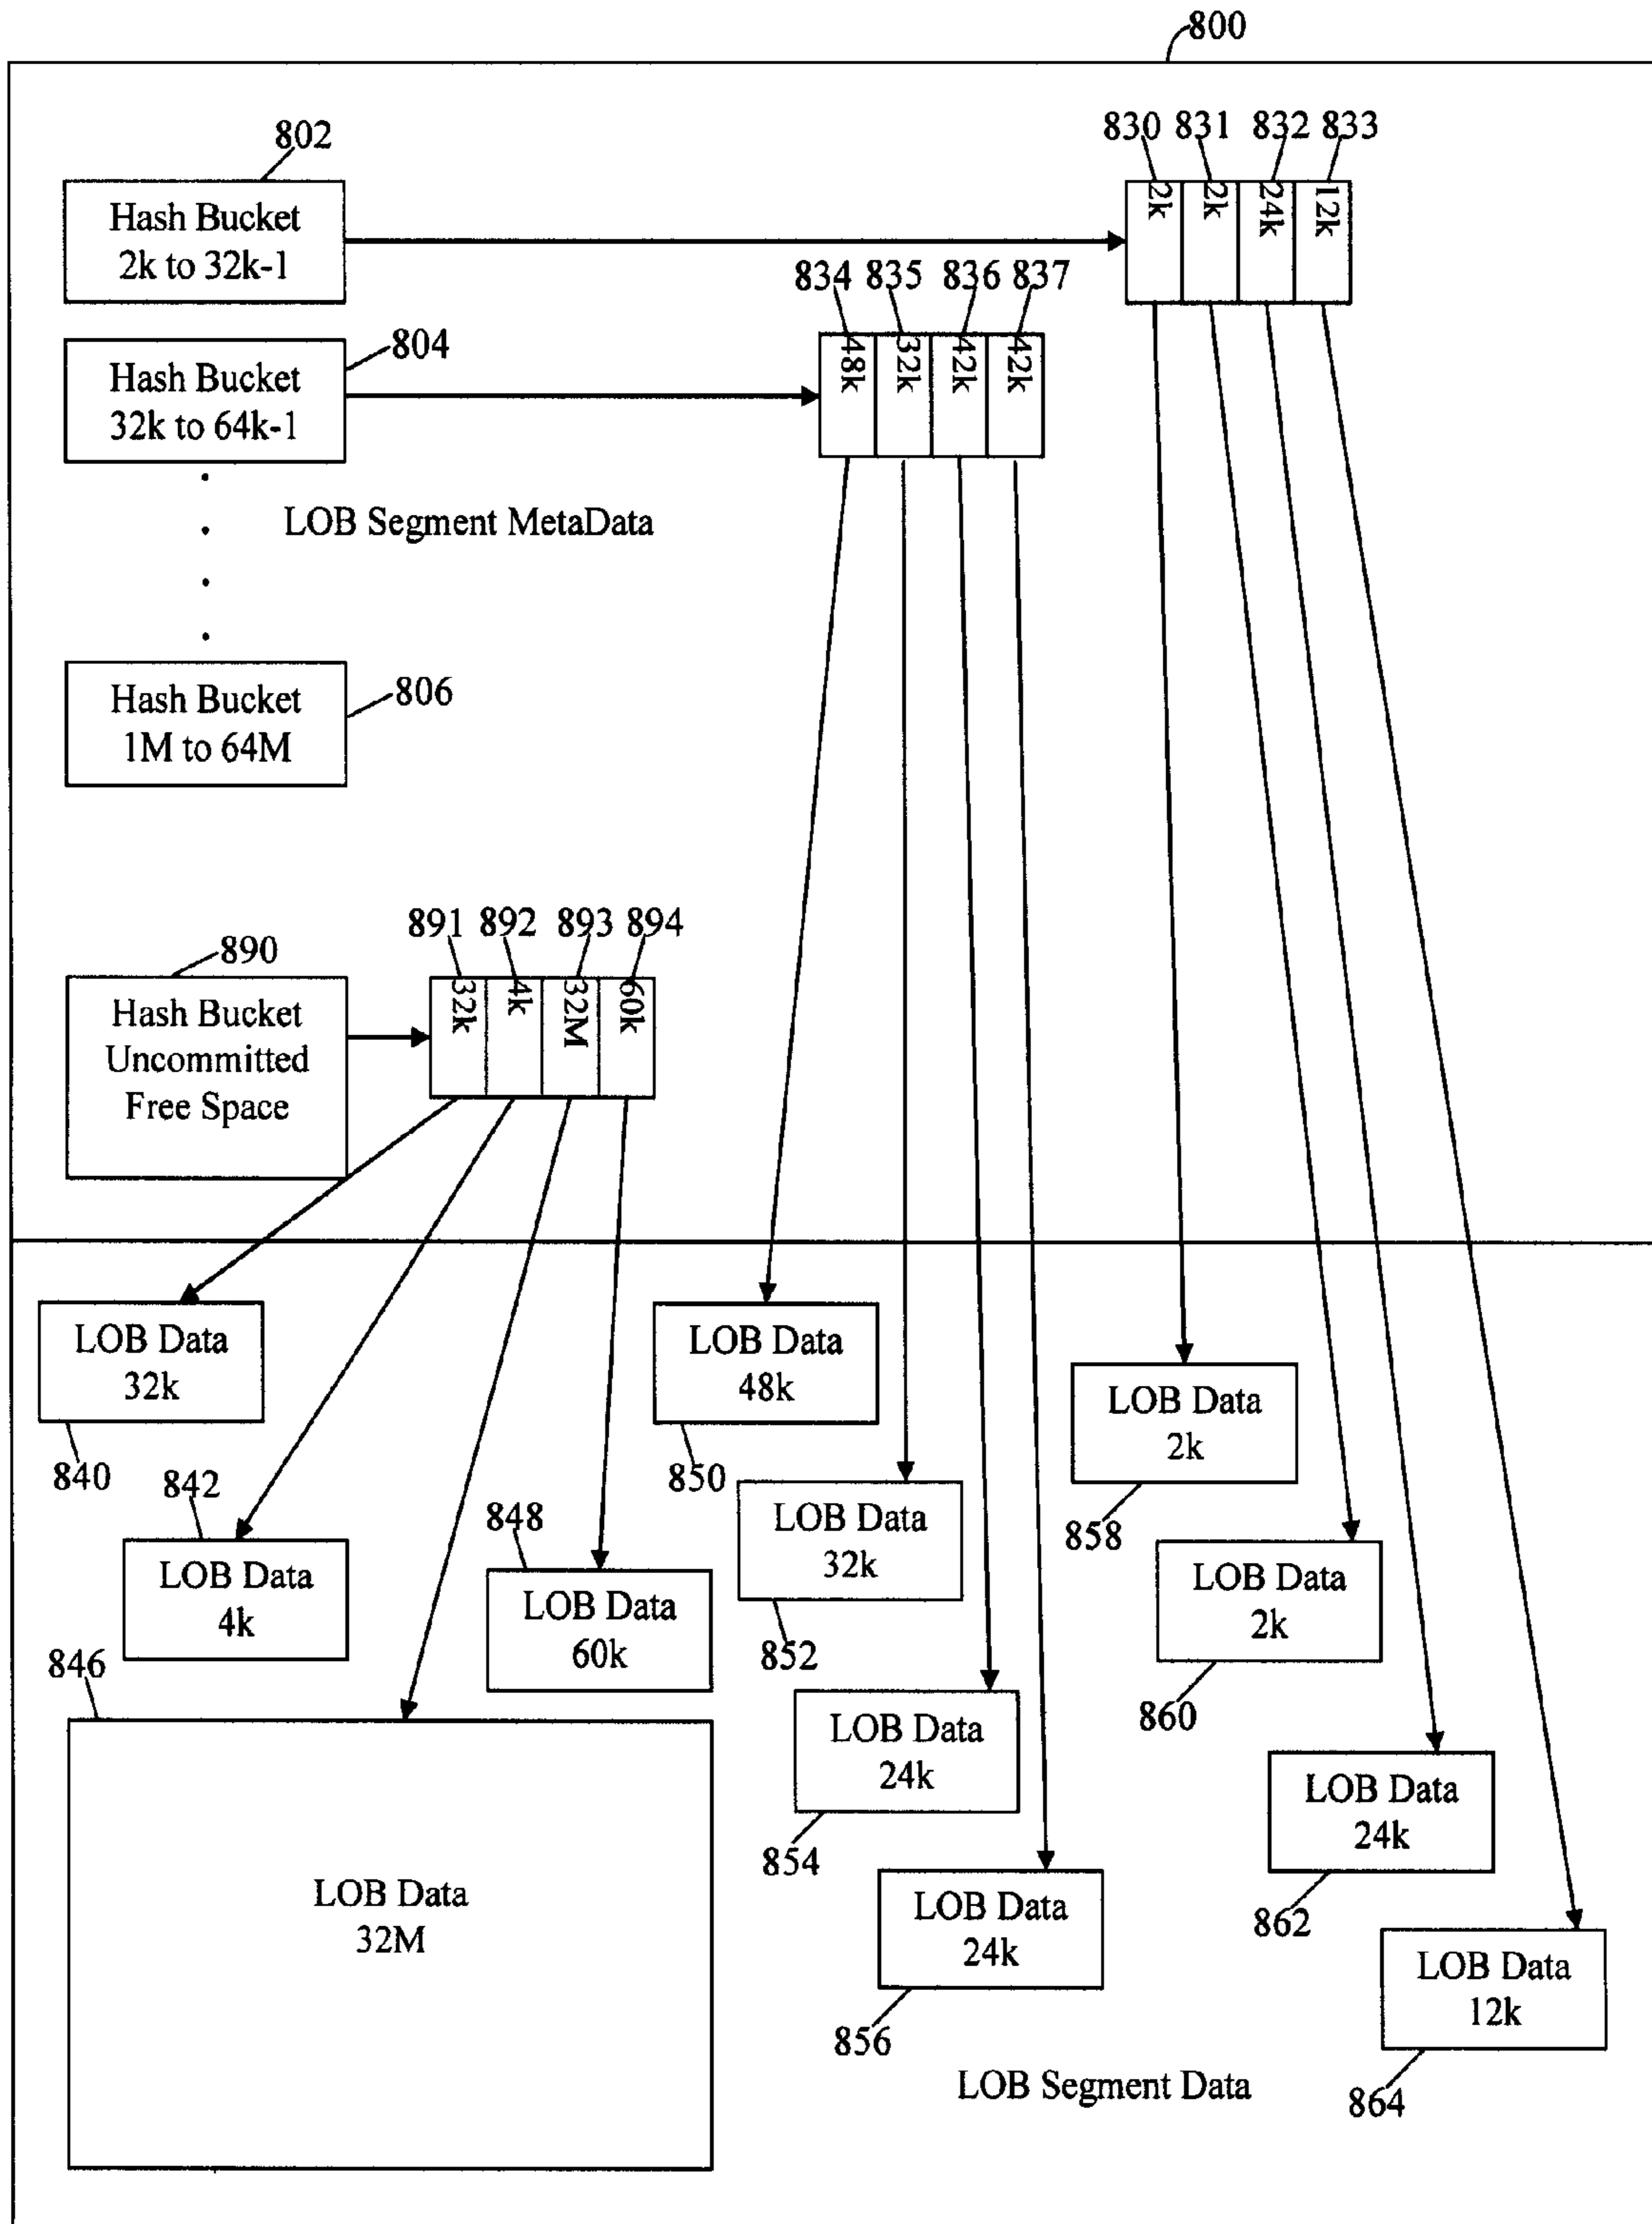 800
802
830 831 832 833
Hash Bucket
2k to 32k-1
2k 2k 24k 12k
834 835 836 837
804
Hash Bucket
32k to 64k-1
48k 32k 42k 42k
LOB Segment MetaData
806
Hash Bucket
1M to 64M
891 892 893 894
890
Hash Bucket
Uncommitted
Free Space
32k 4k 32M 60k
LOB Data
32k
840
LOB Data
48k
850
LOB Data
2k
858
842
LOB Data
4k
848
LOB Data
60k
LOB Data
32k
852
LOB Data
2k
860
846
LOB Data
32M
LOB Data
24k
854
LOB Data
24k
862
LOB Data
24k
856
LOB Data
12k
864
LOB Segment Data